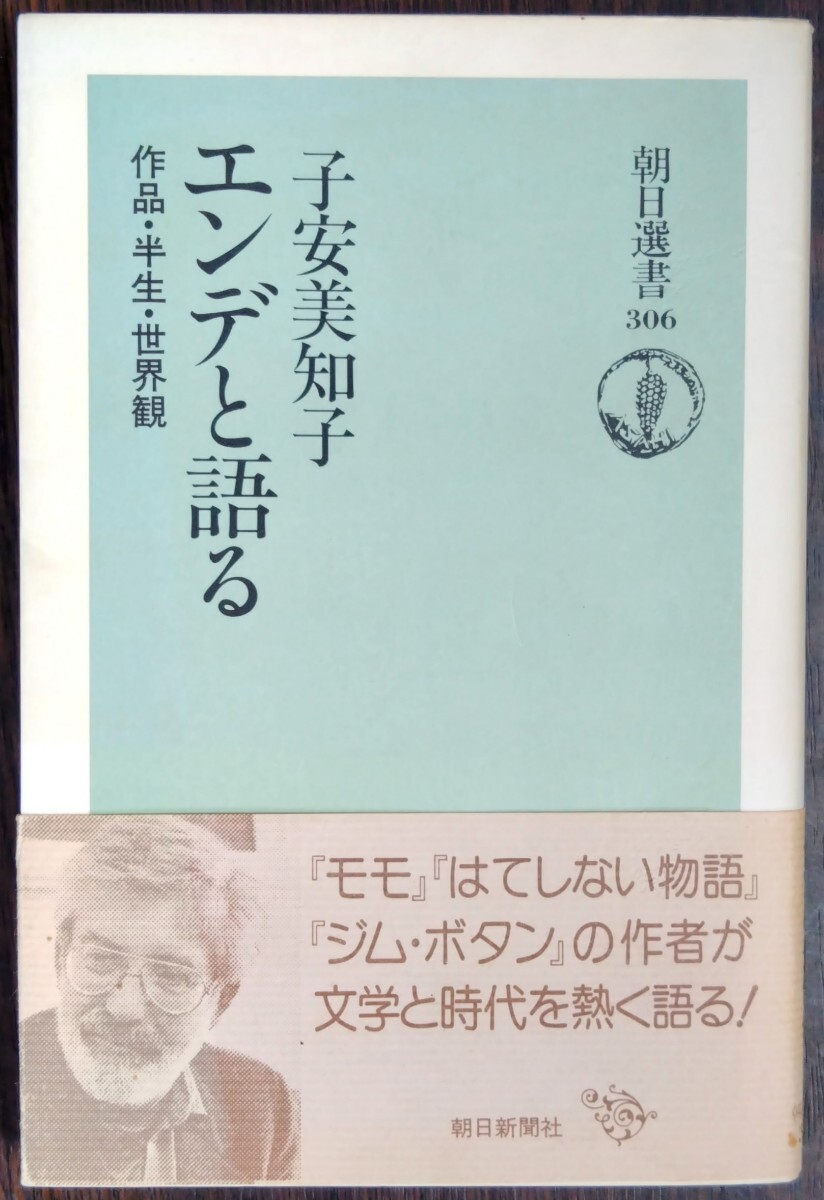 朝日選書
306
子安美知子
エンデと語る
作品・半生・世界観
『モモ』『はてしない物語』
『ジム・ボタン』の作者が
文学と時代を熱く語る!
朝日新聞社